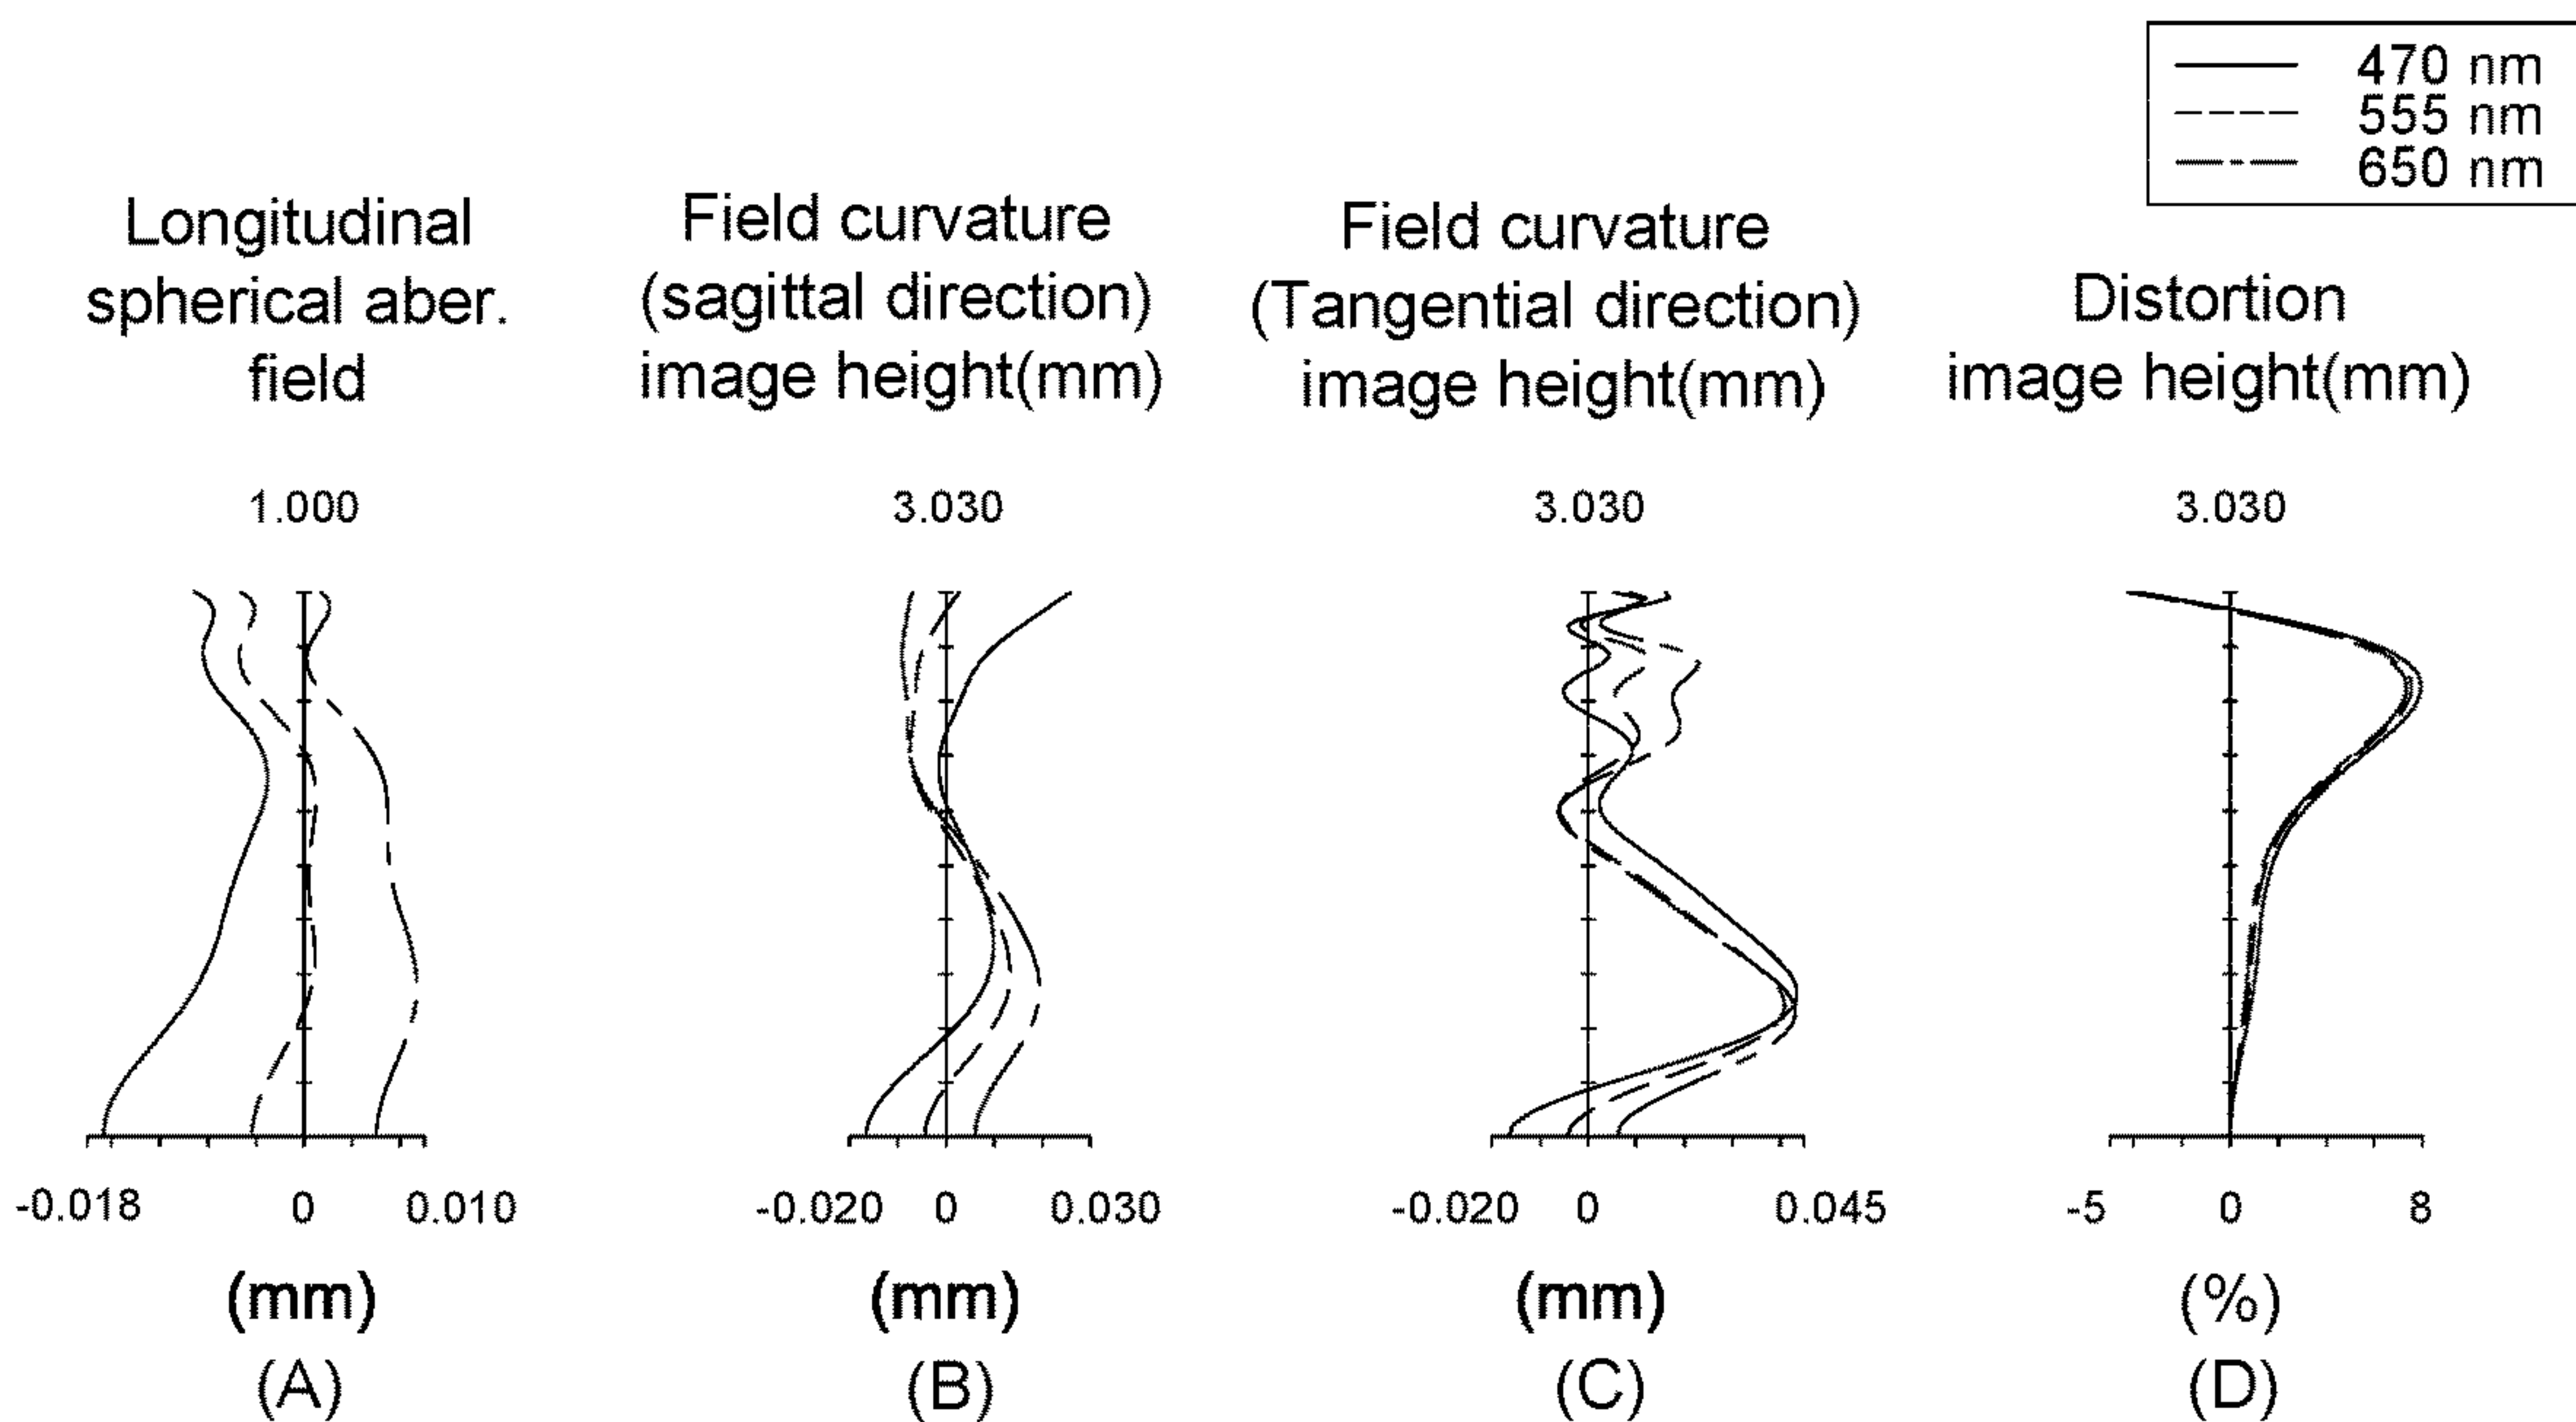 470 nm
555 nm
650 nm
Longitudinal
spherical aber.
field
1.000
-0.018 0 0.010
(mm)
(A)
Field curvature
(sagittal direction)
image height(mm)
3.030
-0.020 0 0.030
(mm)
(B)
Field curvature
(Tangential direction)
image height(mm)
3.030
-0.020 0 0.045
(mm)
(C)
Distortion
image height(mm)
3.030
-5 0 8
(%)
(D)